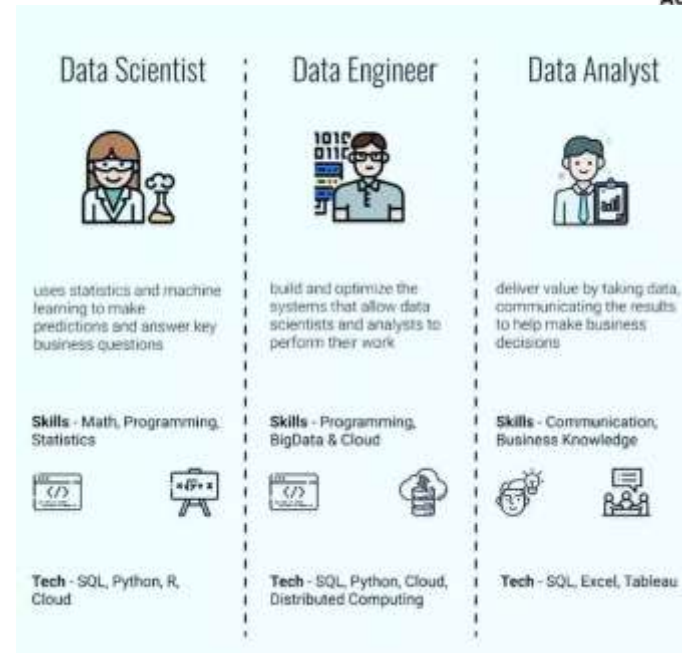 Data Scientist
uses statistics and machine
learning to make
predictions and answer key
business questions
Skills - Math, Programming,
Statistics
</>
Tech - SQL, Python, R,
Cloud
Data Engineer
1010
011
build and optimize the
systems that allow data
scientists and analysts to
perform their work
Skills - Programming,
BigData & Cloud
</>
Tech - SQL, Python, Cloud,
Distributed Computing
Data Analyst
deliver value by taking data,
communicating the results
to help make business
decisions
Skills - Communication,
Business Knowledge
Tech - SQL, Excel, Tableau